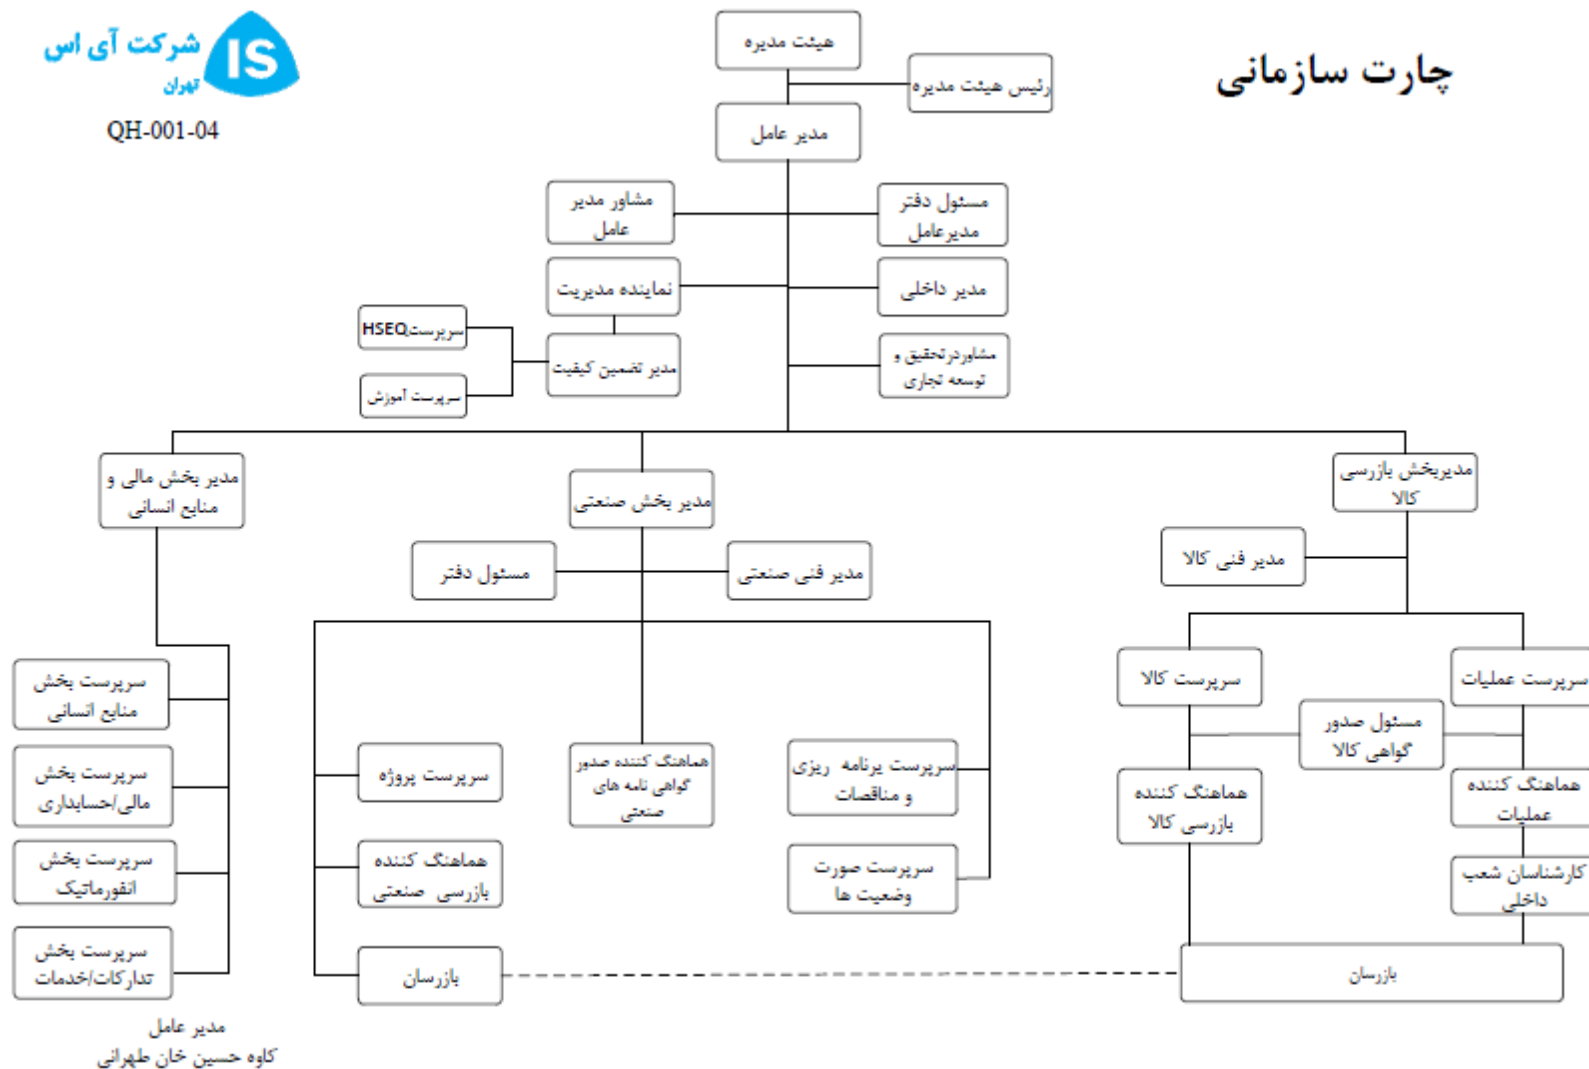 چارت سازمانی
شرکت آی اس
تهران
IS
QH-001-04
هیئت مدیره
رئیس هیئت مدیره
مدیر عامل
مسئول دفتر
مدیرعامل
مشاور مدیر
عامل
مدیر داخلی
نماینده مدیریت
مشاوردرتحقیق و
توسعه تجاری
مدیر تضمین کیفیت
سرپرستHSEQ
سرپرست آموزش
مدیربخش بازرسی
کالا
مدیر بخش صنعتی
مدیر بخش مالی و
منابع انسانی
مدیر فنی کالا
مدیر فنی صنعتی
مسئول دفتر
سرپرست عملیات
سرپرست کالا
مسئول صدور
گواهی کالا
هماهنگ کننده
عملیات
هماهنگ کننده
بازرسی کالا
کارشناسان شعب
داخلی
بازرسان
سرپرست برنامه ریزی
و مناقصات
سرپرست صورت
وضعیت ها
هماهنگ کننده صدور
گواهی نامه های
صنعتی
سرپرست پروژه
هماهنگ کننده
بازرسی صنعتی
بازرسان
سرپرست بخش
منابع انسانی
سرپرست بخش
مالی/حسابداری
سرپرست بخش
انفورماتیک
سرپرست بخش
تدارکات/خدمات
مدیر عامل
کاوه حسین خان طهرانی